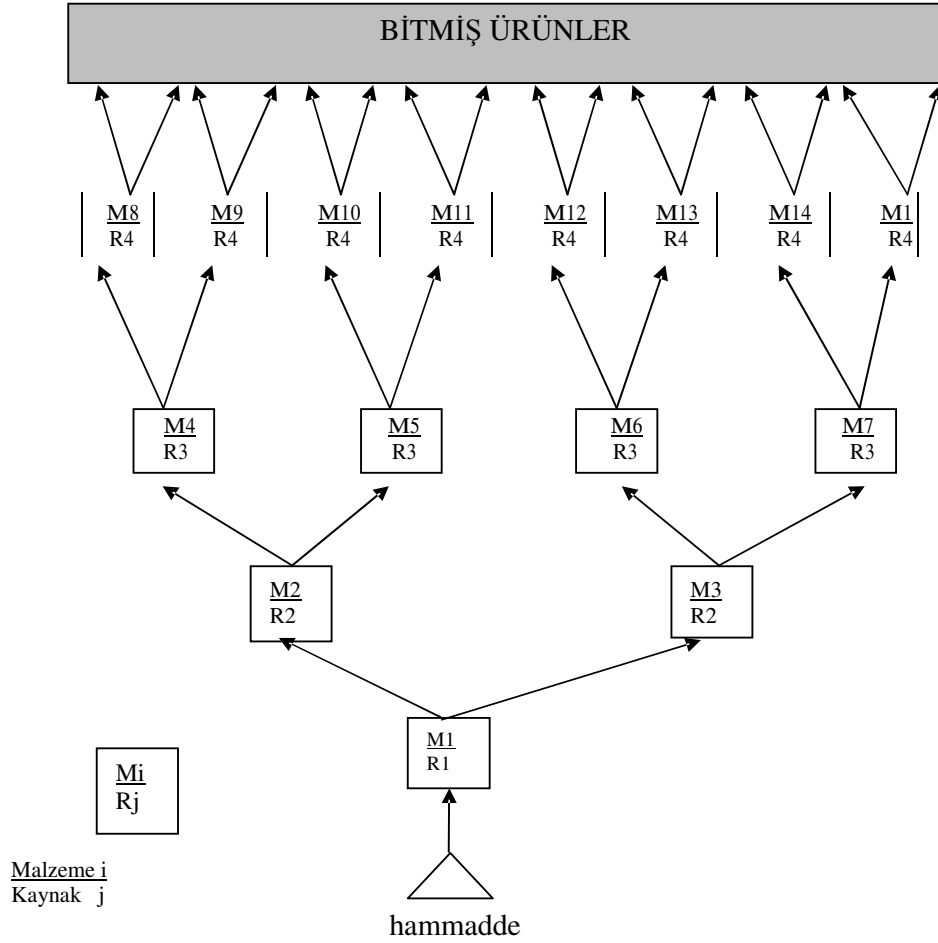 BİTMİŞ ÜRÜNLER
M8 M9 M10 M11 M12 M13 M14 M1
R4 R4 R4 R4 R4 R4 R4 R4
M4 M5 M6 M7
R3 R3 R3 R3
M2 M3
R2 R2
M1
R1
Mi
Rj
Malzeme i
Kaynak j
hammadde